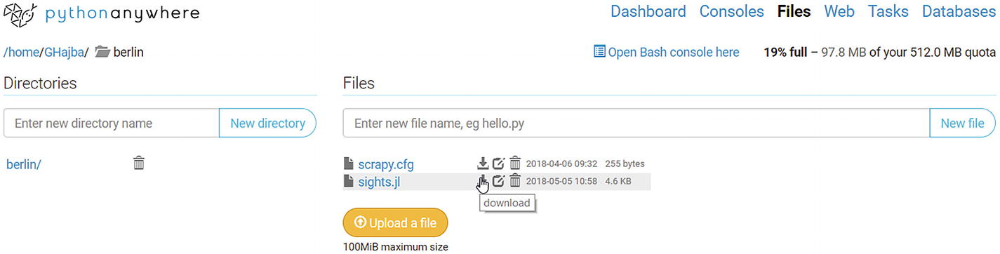 pythonanywhere
Dashboard Consoles Files Web Tasks Databases
/home/GHajba/ berlin
Open Bash console here 19% full – 97.8 MB of your 512.0 MB quota
Directories
Files
Enter new directory name New directory
Enter new file name, eg hello.py New file
berlin/
scrapy.cfg 2018-04-06 09:32 255 bytes
sights.jl 2018-05-05 10:58 4.6 KB
download
Upload a file
100MiB maximum size